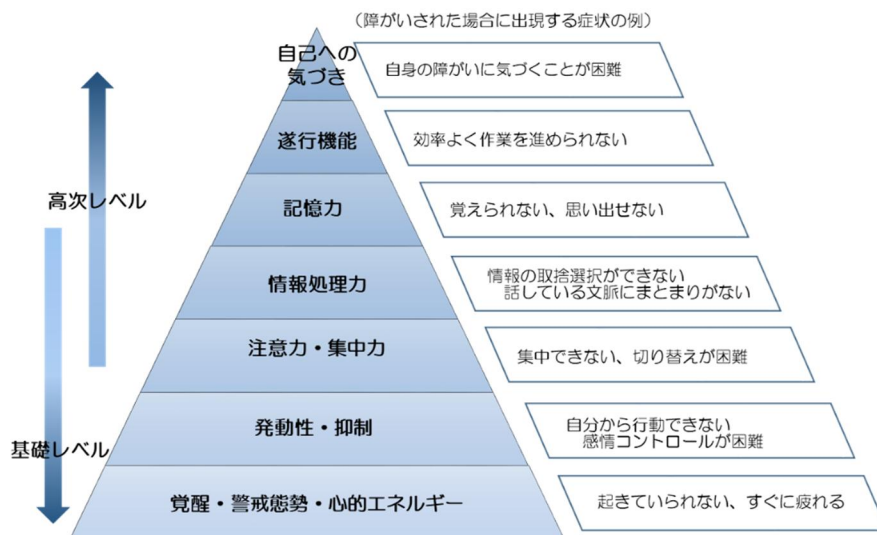 （障がいされた場合に出現する症状の例）
自己への
気づき
自身の障がいに気づくことが困難
遂行機能
効率よく作業を進められない
高次レベル
記憶力
覚えられない、思い出せない
情報処理力
情報の取捨選択ができない
話している文脈にまとまりがない
注意力・集中力
集中できない、切り替えが困難
発動性・抑制
自分から行動できない
感情コントロールが困難
基礎レベル
覚醒・警戒態勢・心的エネルギー
起きていられない、すぐに疲れる